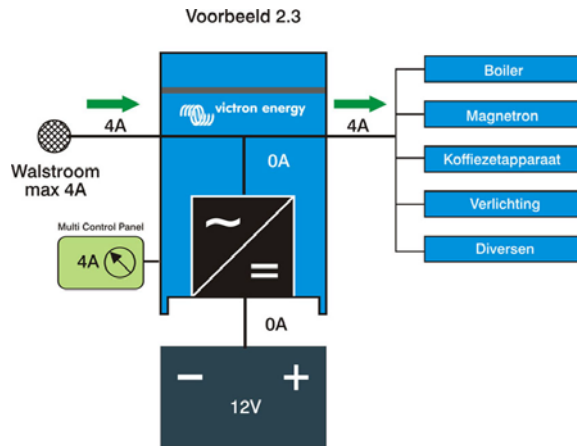 Voorbeeld 2.3
victron energy
4A
4A
0A
Walstroom
max 4A
Multi Control Panel
4A
0A
12V
Boiler
Magnetron
Koffiezetapparaat
Verlichting
Diversen